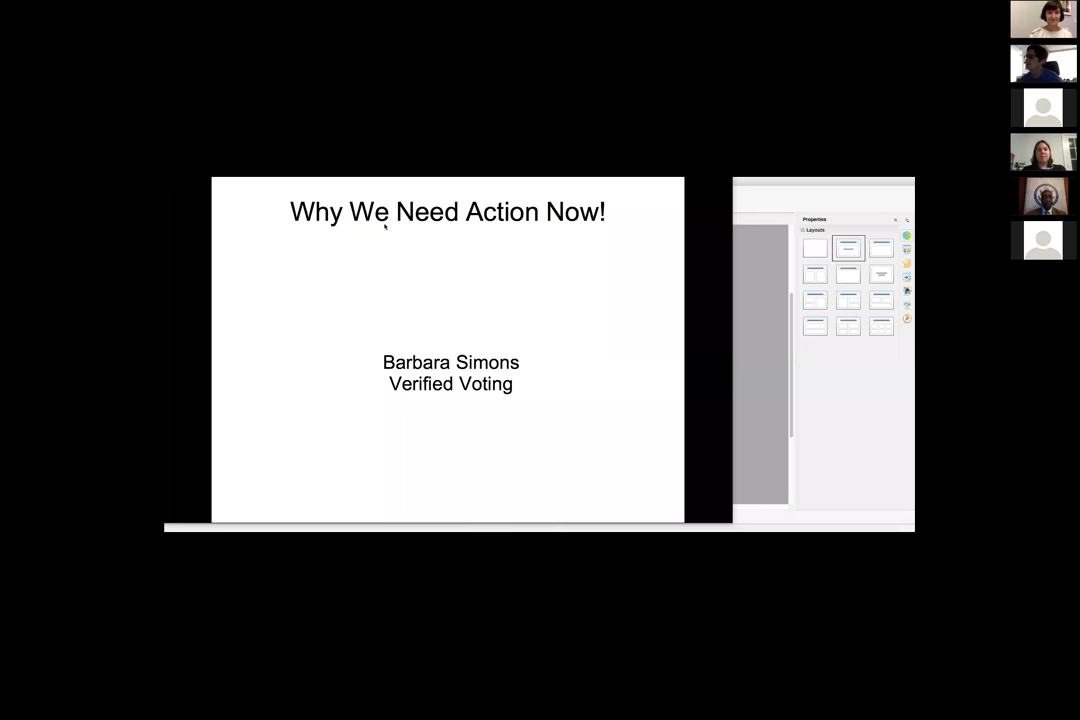 Why We Need Action Now!
Barbara Simons
Verified Voting
Properties
Layouts